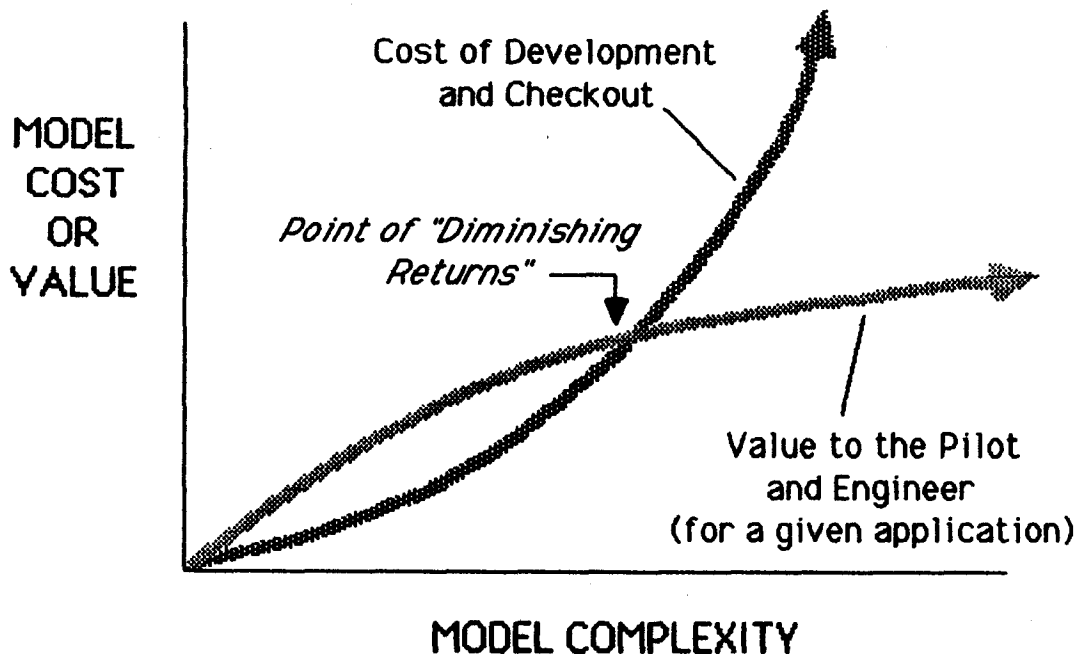 Cost of Development
and Checkout
MODEL
COST
OR
VALUE
Point of "Diminishing
Returns"
Value to the Pilot
and Engineer
(for a given application)
MODEL COMPLEXITY